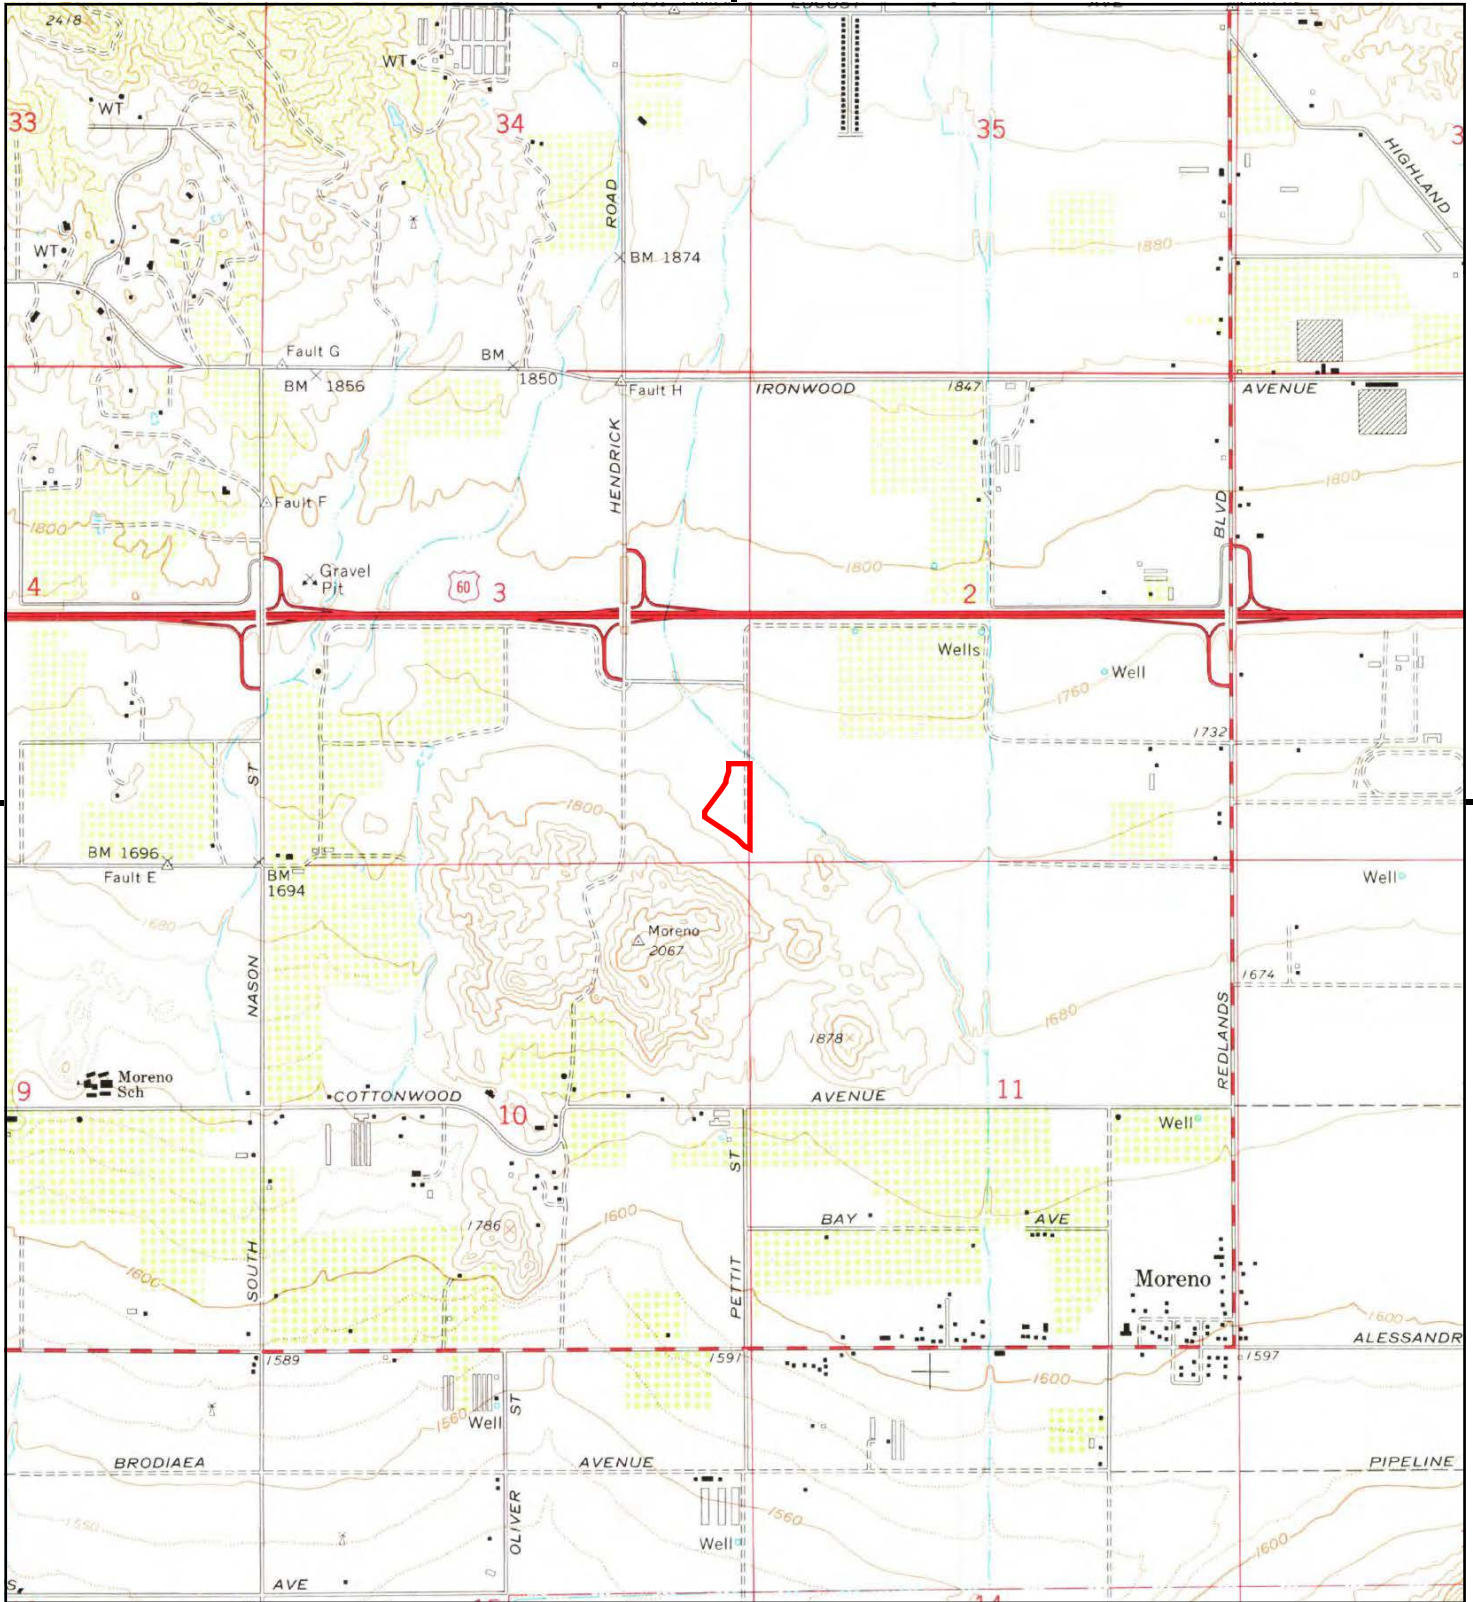 2418
2200
WT
WT
33
34
35
3
HIGHLAND
WT
ROAD
BM 1874
1880
Fault G
BM
BM 1856
1850
Fault H
IRONWOOD
1847
AVENUE
HENDRICK
1800
BLVD
Fault F
1800
1800
4
Gravel
Pit
60
3
2
Wells
Well
1760
1732
ST
1800
BM 1696
Fault E
BM
1694
Well
1680
Moreno
2067
NASON
1674
1680
REDLANDS
1878
9
Moreno
Sch
COTTONWOOD
AVENUE
11
10
Well
ST
1786
1600
BAY
AVE
1600
SOUTH
PETTIT
Moreno
1600
ALESSANDR
1589
1591
1597
1600
ST
1560
Well
BRODIAEA
AVENUE
PIPELINE
OLIVER
1560
1550
Well
1600
S.
AVE